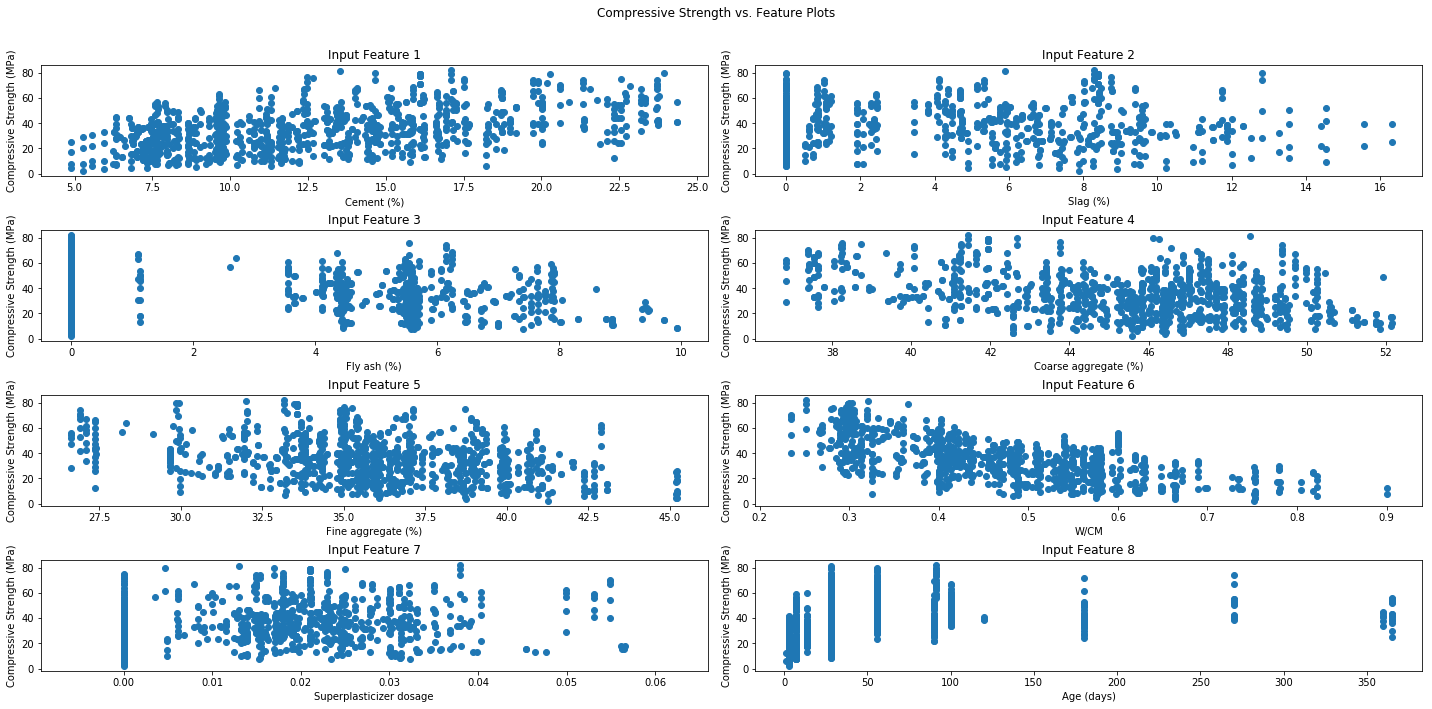 Compressive Strength vs. Feature Plots
Input Feature 1
Compressive Strength (MPa)
80
60
40
20
0
5.0 7.5 10.0 12.5 15.0 17.5 20.0 22.5 25.0
Cement (%)
Input Feature 2
Compressive Strength (MPa)
80
60
40
20
0
0 2 4 6 8 10 12 14 16
Slag (%)
Input Feature 3
Compressive Strength (MPa)
80
60
40
20
0
0 2 4 6 8 10
Fly ash (%)
Input Feature 4
Compressive Strength (MPa)
80
60
40
20
0
38 40 42 44 46 48 50 52
Coarse aggregate (%)
Input Feature 5
Compressive Strength (MPa)
80
60
40
20
0
27.5 30.0 32.5 35.0 37.5 40.0 42.5 45.0
Fine aggregate (%)
Input Feature 6
Compressive Strength (MPa)
80
60
40
20
0
0.2 0.3 0.4 0.5 0.6 0.7 0.8 0.9
W/CM
Input Feature 7
Compressive Strength (MPa)
80
60
40
20
0
0.00 0.01 0.02 0.03 0.04 0.05 0.06
Superplasticizer dosage
Input Feature 8
Compressive Strength (MPa)
80
60
40
20
0
0 50 100 150 200 250 300 350
Age (days)